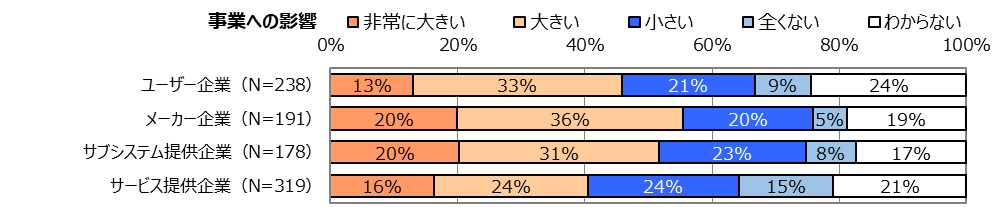 事業への影響 非常に大きい 大きい 小さい 全くない わからない
0% 20% 40% 60% 80% 100%
ユーザー企業（N=238） 13% 33% 21% 9% 24%
メーカー企業（N=191） 20% 36% 20% 5% 19%
サブシステム提供企業（N=178） 20% 31% 23% 8% 17%
サービス提供企業（N=319） 16% 24% 24% 15% 21%